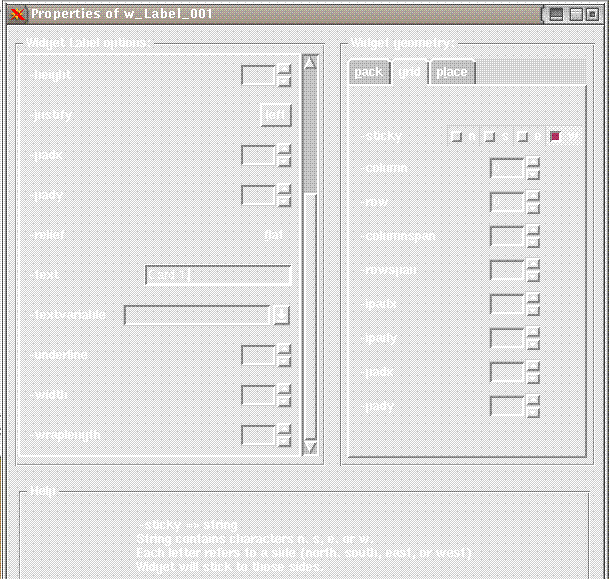 Properties of w_Label_001
Widget Label options:
-height
-justify left
-padx
-pady
-relief flat
-text
-textvariable
-underline
-width
-wraplength
Widget geometry:
pack grid place
-sticky n s e w
-column
-row
-columnspan
-rowspan
-ipadx
-ipady
-padx
-pady
Help
-sticky => string
String contains characters n, s, e, or w.
Each letter refers to a side (north, south, east, or west)
Widget will stick to those sides.